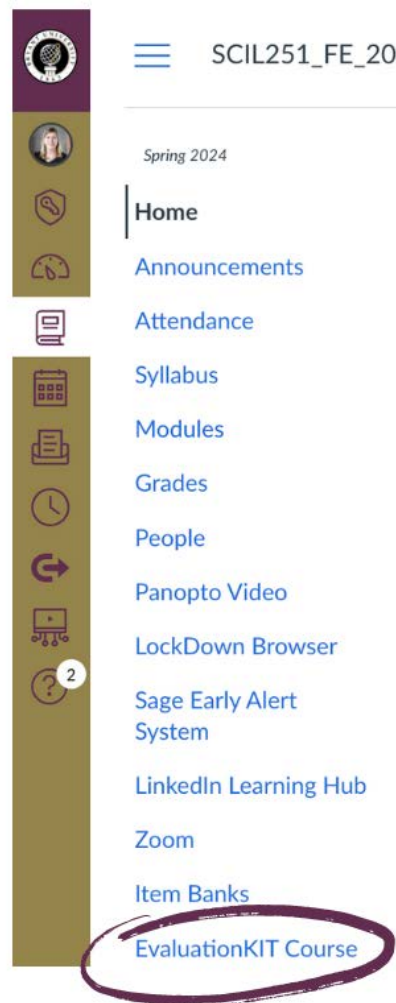 SCIL251_FE_20
Spring 2024
Home
Announcements
Attendance
Syllabus
Modules
Grades
People
Panopto Video
LockDown Browser
2
Sage Early Alert
System
LinkedIn Learning Hub
Zoom
Item Banks
EvaluationKIT Course